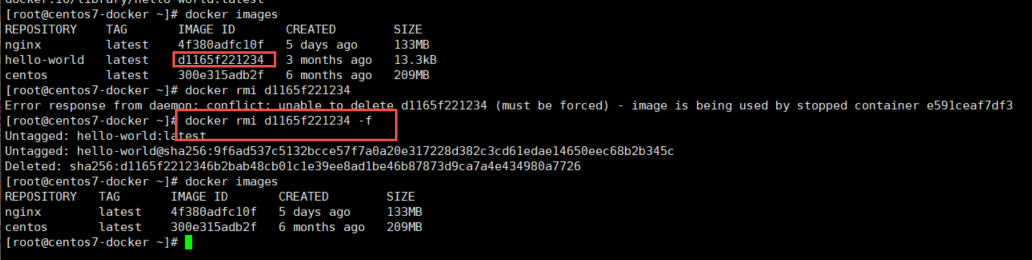 docker.io/library/hello-world:latest
[root@centos7-docker ~]# docker images
REPOSITORY TAG IMAGE ID CREATED SIZE
nginx latest 4f380adfc10f 5 days ago 133MB
hello-world latest d1165f221234 3 months ago 13.3kB
centos latest 300e315adb2f 6 months ago 209MB
[root@centos7-docker ~]# docker rmi d1165f221234
Error response from daemon: conflict: unable to delete d1165f221234 (must be forced) - image is being used by stopped container e591ceaf7df3
[root@centos7-docker ~]# docker rmi d1165f221234 -f
Untagged: hello-world:latest
Untagged: hello-world@sha256:9f6ad537c5132bcce57f7a0a20e317228d382c3cd61edae14650eec68b2b345c
Deleted: sha256:d1165f2212346b2bab48cb01c1e39ee8ad1be46b87873d9ca7a4e434980a7726
[root@centos7-docker ~]# docker images
REPOSITORY TAG IMAGE ID CREATED SIZE
nginx latest 4f380adfc10f 5 days ago 133MB
centos latest 300e315adb2f 6 months ago 209MB
[root@centos7-docker ~]#